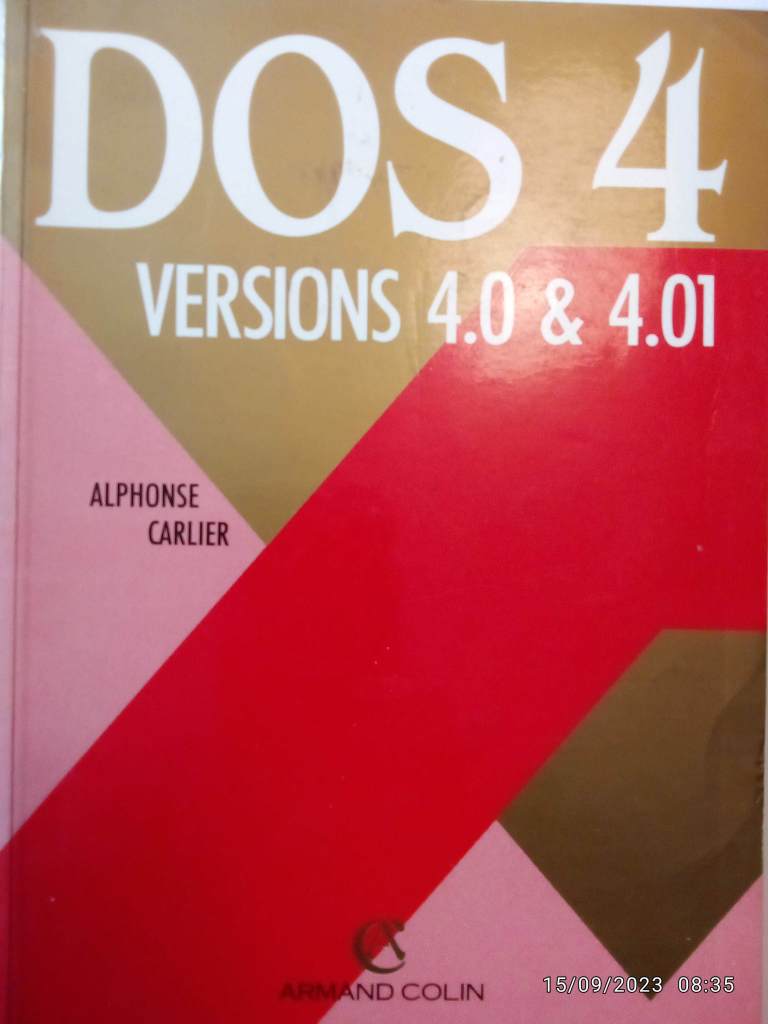 DOS 4
VERSIONS 4.0 & 4.01
ALPHONSE
CARLIER
ARMAND COLIN
15/09/2023 08:35